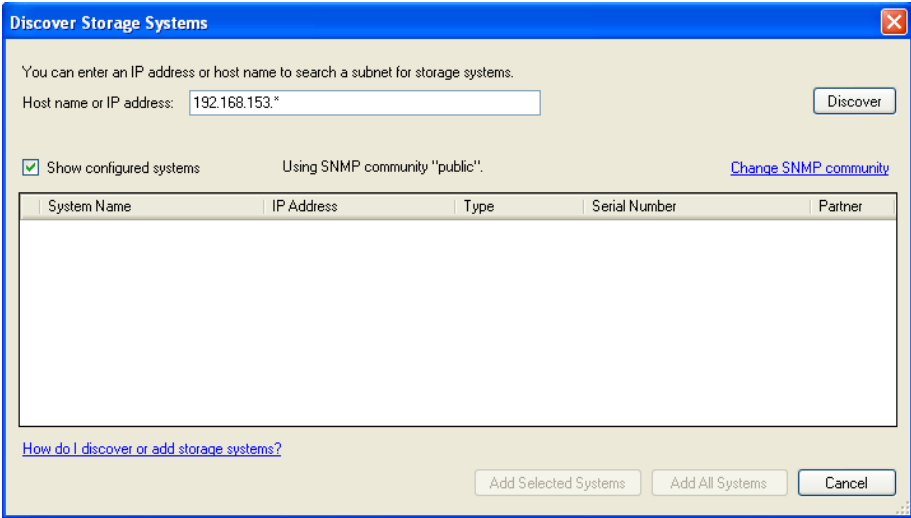 Discover Storage Systems
You can enter an IP address or host name to search a subnet for storage systems.
Host name or IP address: 192.168.153.* Discover
Show configured systems Using SNMP community "public". Change SNMP community
System Name IP Address Type Serial Number Partner
How do I discover or add storage systems?
Add Selected Systems Add All Systems Cancel